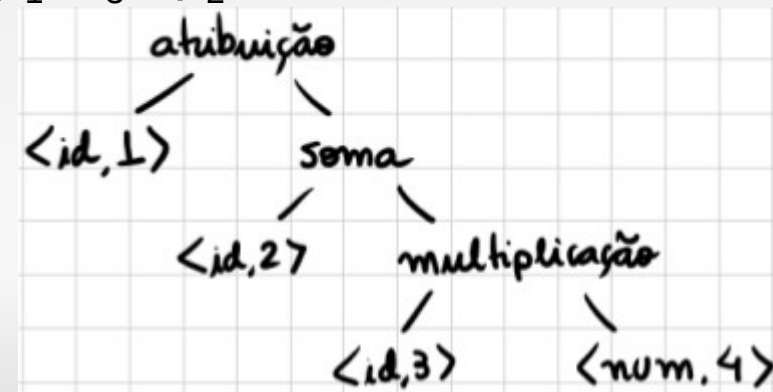 atribuição
<id, 1>
soma
<id, 2>
multiplicação
<id, 3>
<num, 4>